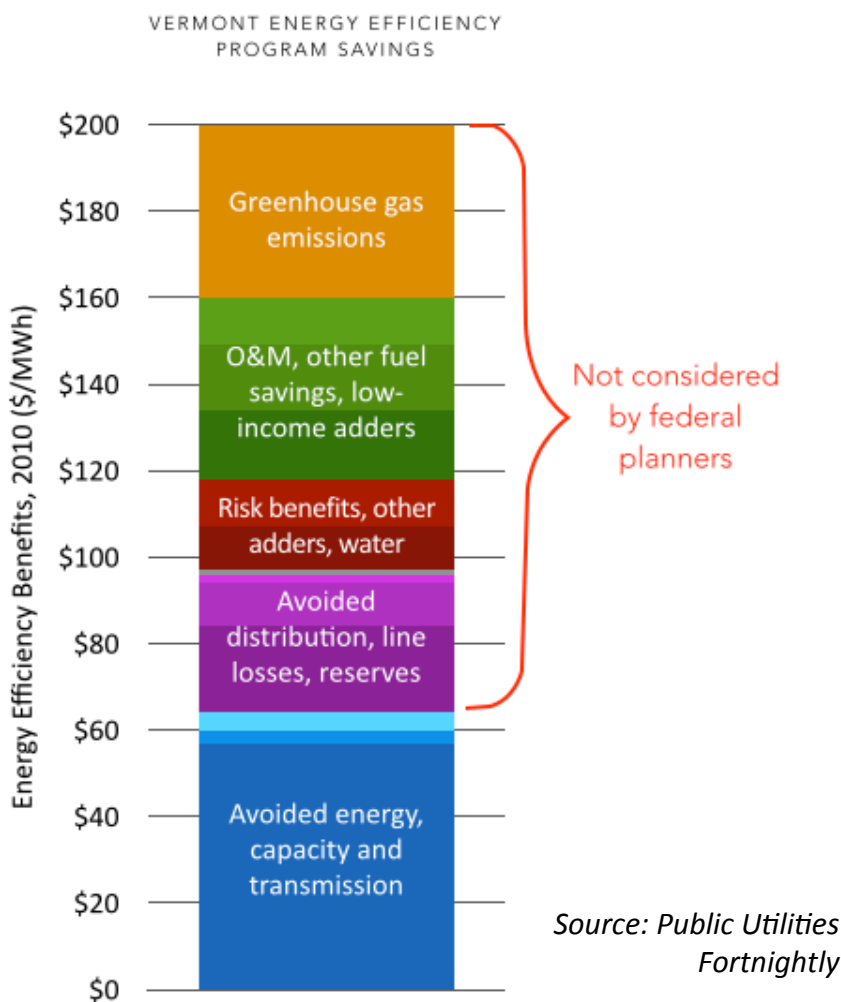 VERMONT ENERGY EFFICIENCY
PROGRAM SAVINGS
Energy Efficiency Benefits, 2010 ($/MWh)
$200
$180
$160
$140
$120
$100
$80
$60
$40
$20
$0
Greenhouse gas
emissions
O&M, other fuel
savings, low-
income adders
Risk benefits, other
adders, water
Avoided
distribution, line
losses, reserves
Avoided energy,
capacity and
transmission
Not considered
by federal
planners
Source: Public Utilities
Fortnightly